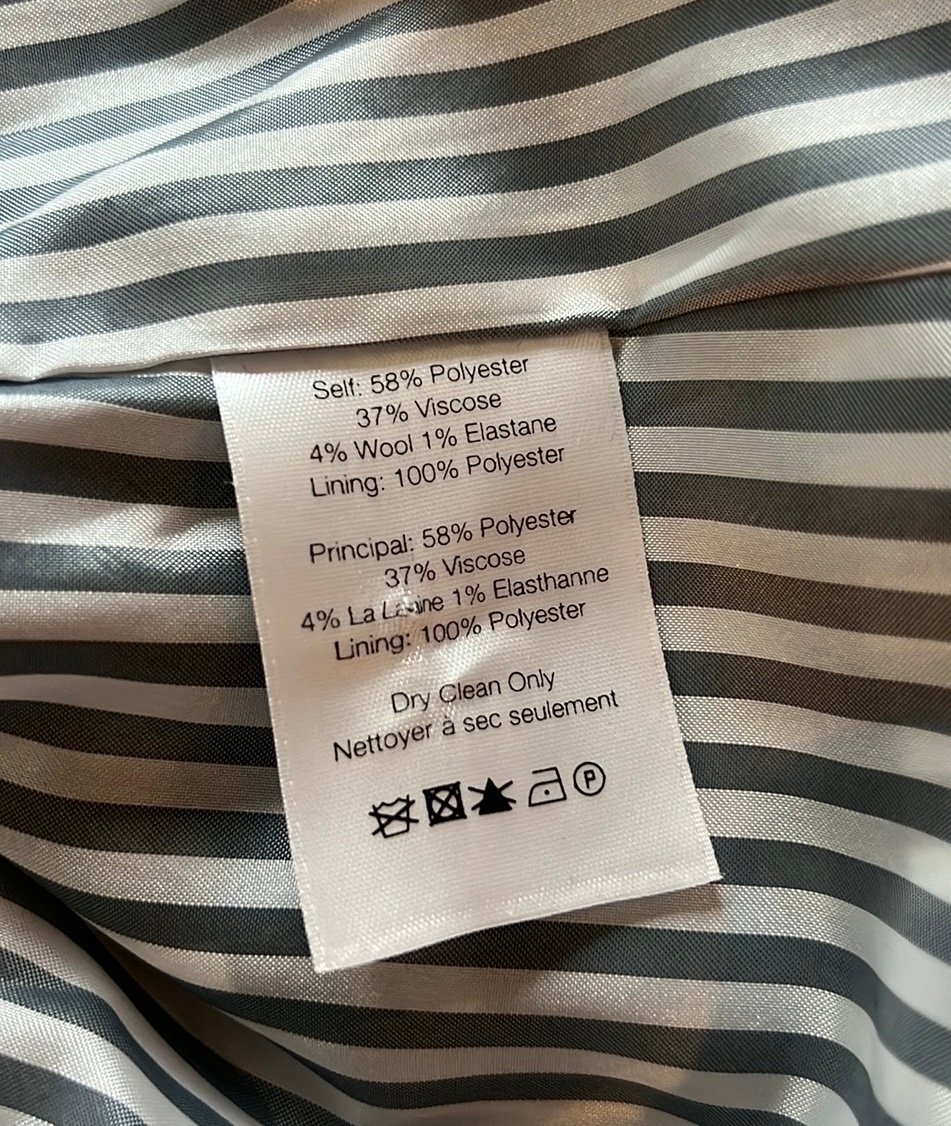 Self: 58% Polyester
37% Viscose
4% Wool 1% Elastane
Lining: 100% Polyester
Principal: 58% Polyester
37% Viscose
4% La Laine 1% Elasthanne
Lining: 100% Polyester
Dry Clean Only
Nettoyer à sec seulement
P